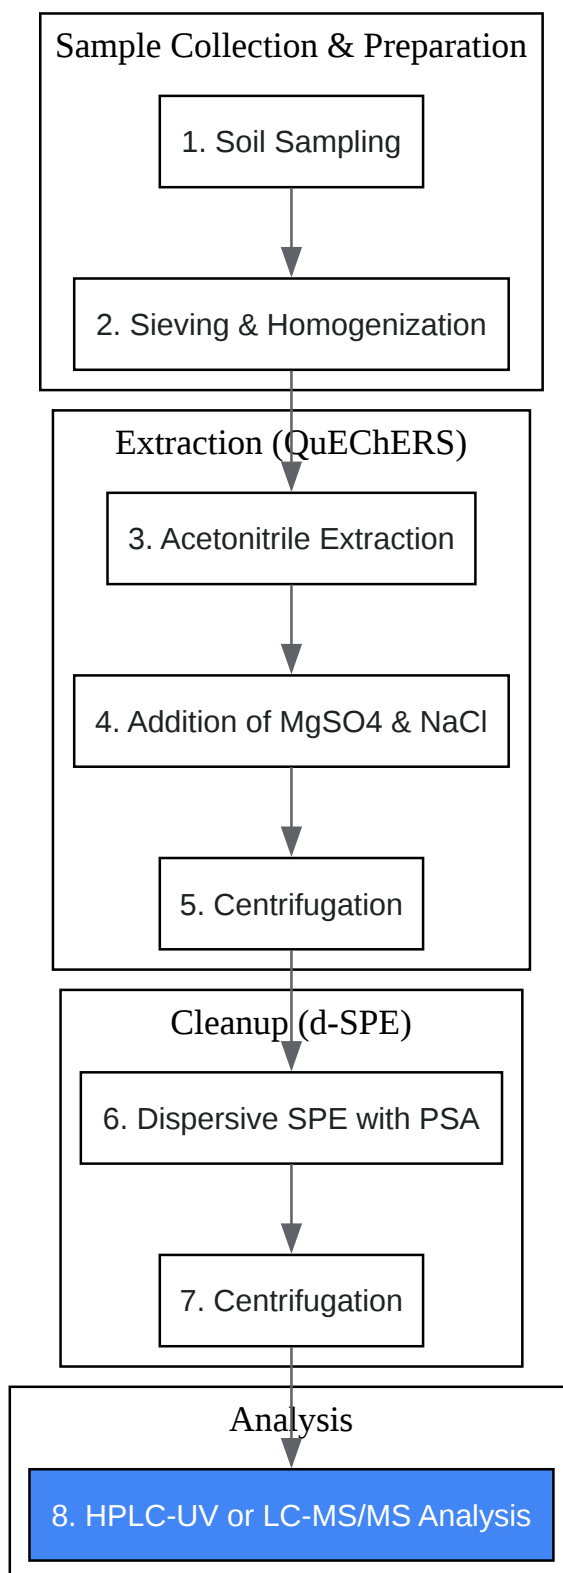 Sample Collection & Preparation
1. Soil Sampling
2. Sieving & Homogenization
Extraction (QuEChERS)
3. Acetonitrile Extraction
4. Addition of MgSO4 & NaCl
5. Centrifugation
Cleanup (d-SPE)
6. Dispersive SPE with PSA
7. Centrifugation
Analysis
8. HPLC-UV or LC-MS/MS Analysis